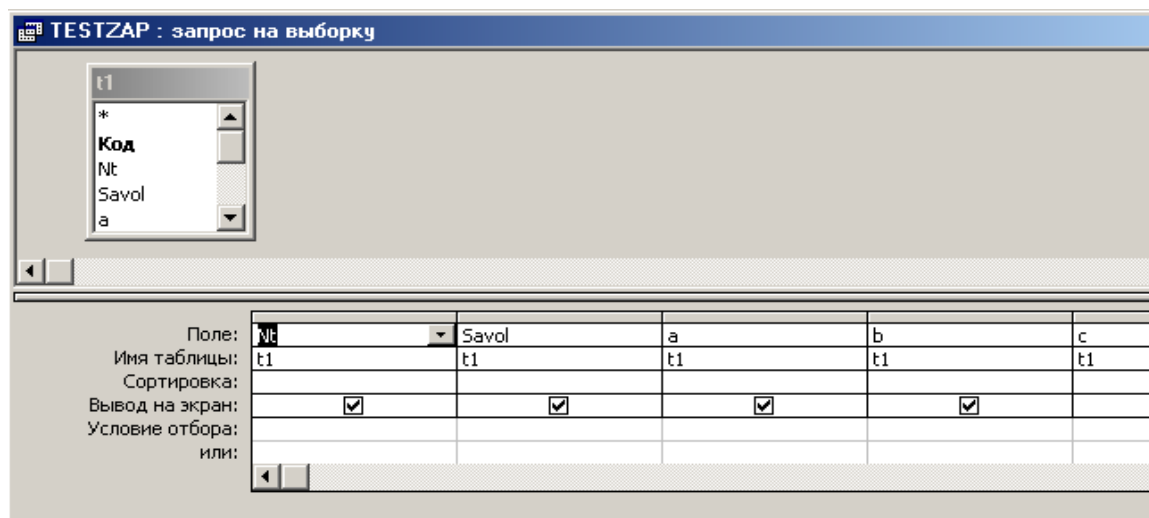 TESTZAP : запрос на выборку
t1
*
Код
Nt
Savol
a
Поле: Nt Savol a b c
Имя таблицы: t1 t1 t1 t1 t1
Сортировка:
Вывод на экран:
Условие отбора:
или: